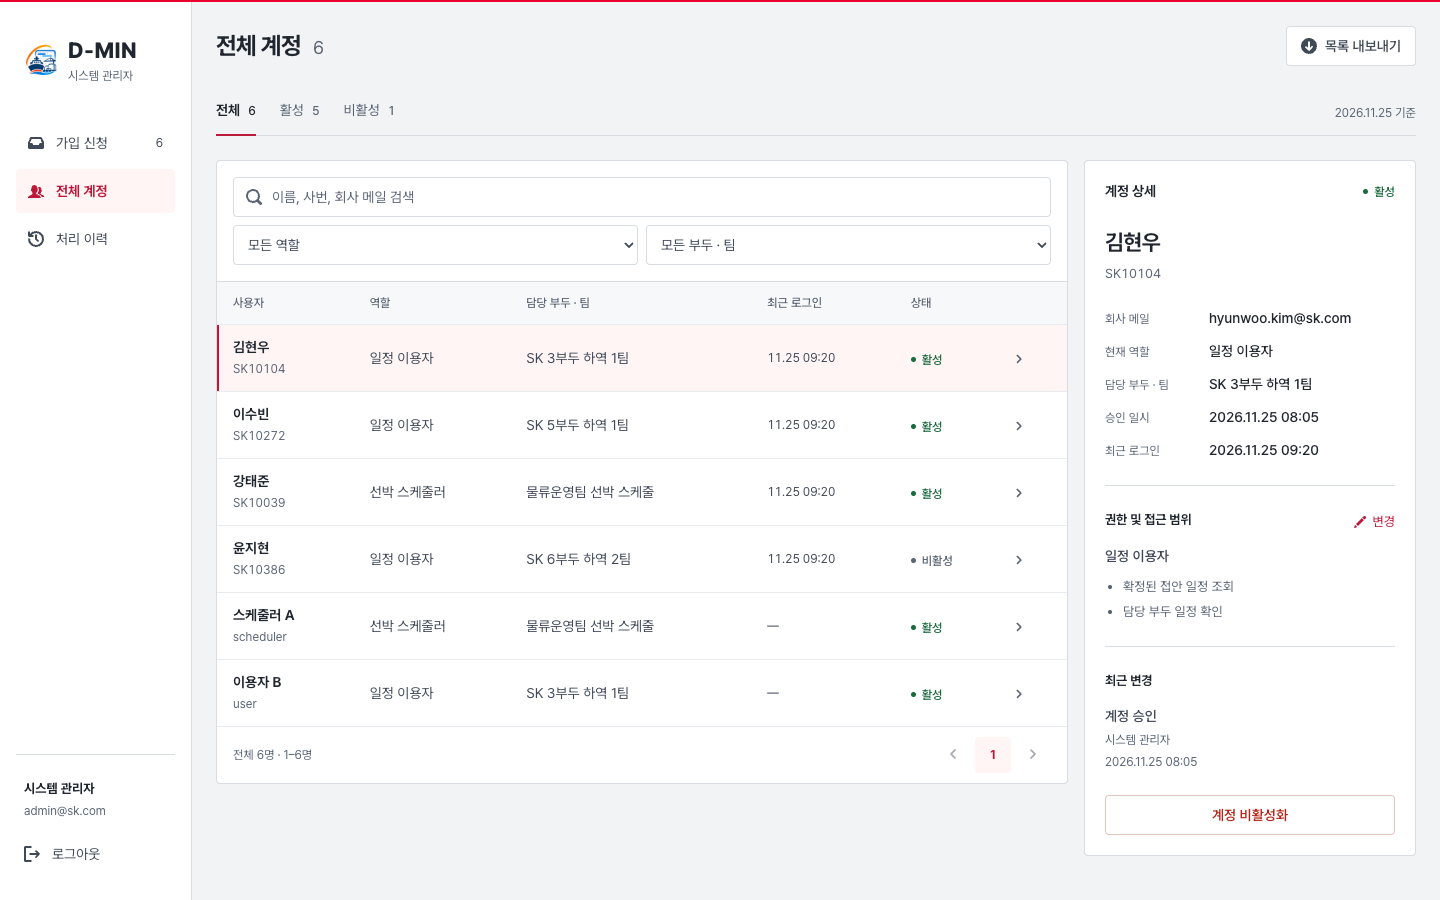 D-MIN
시스템 관리자
가입 신청 6
전체 계정
처리 이력
시스템 관리자
admin@sk.com
로그아웃
전체 계정 6
목록 내보내기
전체 6 활성 5 비활성 1
2026.11.25 기준
이름, 사번, 회사 메일 검색
모든 역할 모든 부두 · 팀
사용자 역할 담당 부두 · 팀 최근 로그인 상태
김현우
SK10104
일정 이용자 SK 3부두 하역 1팀 11.25 09:20 활성
이수빈
SK10272
일정 이용자 SK 5부두 하역 1팀 11.25 09:20 활성
강태준
SK10039
선박 스케줄러 물류운영팀 선박 스케줄 11.25 09:20 활성
윤지현
SK10386
일정 이용자 SK 6부두 하역 2팀 11.25 09:20 비활성
스케줄러 A
scheduler
선박 스케줄러 물류운영팀 선박 스케줄 — 활성
이용자 B
user
일정 이용자 SK 3부두 하역 1팀 — 활성
전체 6명 · 1–6명
1
계정 상세 활성
김현우
SK10104
회사 메일 hyunwoo.kim@sk.com
현재 역할 일정 이용자
담당 부두 · 팀 SK 3부두 하역 1팀
승인 일시 2026.11.25 08:05
최근 로그인 2026.11.25 09:20
권한 및 접근 범위 변경
일정 이용자
• 확정된 접안 일정 조회
• 담당 부두 일정 확인
최근 변경
계정 승인
시스템 관리자
2026.11.25 08:05
계정 비활성화